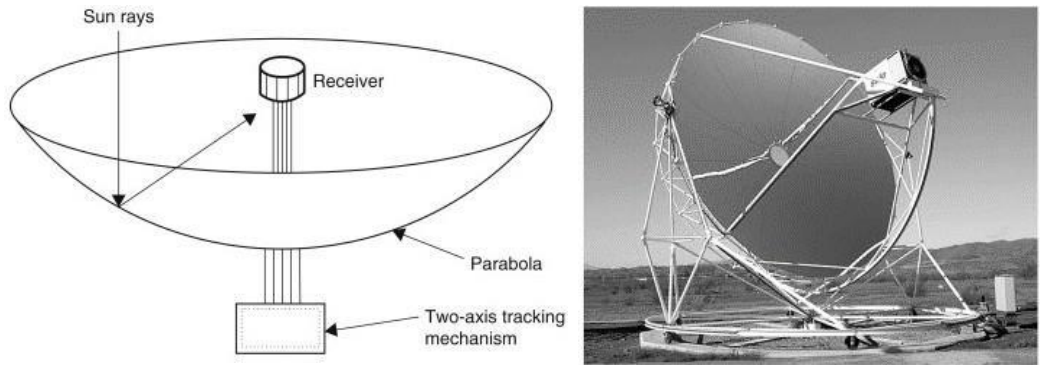 Sun rays
Receiver
Parabola
Two-axis tracking
mechanism